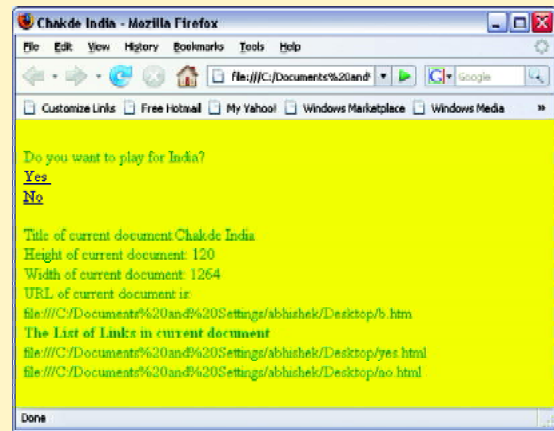 Chakde India - Mozilla Firefox
File Edit View History Bookmarks Tools Help
file:///C:/Documents%20and% Google
Customize Links Free Hotmail My Yahoo! Windows Marketplace Windows Media »
Do you want to play for India?
Yes
No
Title of current document:Chakde India
Height of current document: 120
Width of current document: 1264
URL of current document is:
file:///C:/Documents%20and%20Settings/abhishek/Desktop/b.htm
The List of Links in current document
file:///C:/Documents%20and%20Settings/abhishek/Desktop/yes.html
file:///C:/Documents%20and%20Settings/abhishek/Desktop/no.html
Done